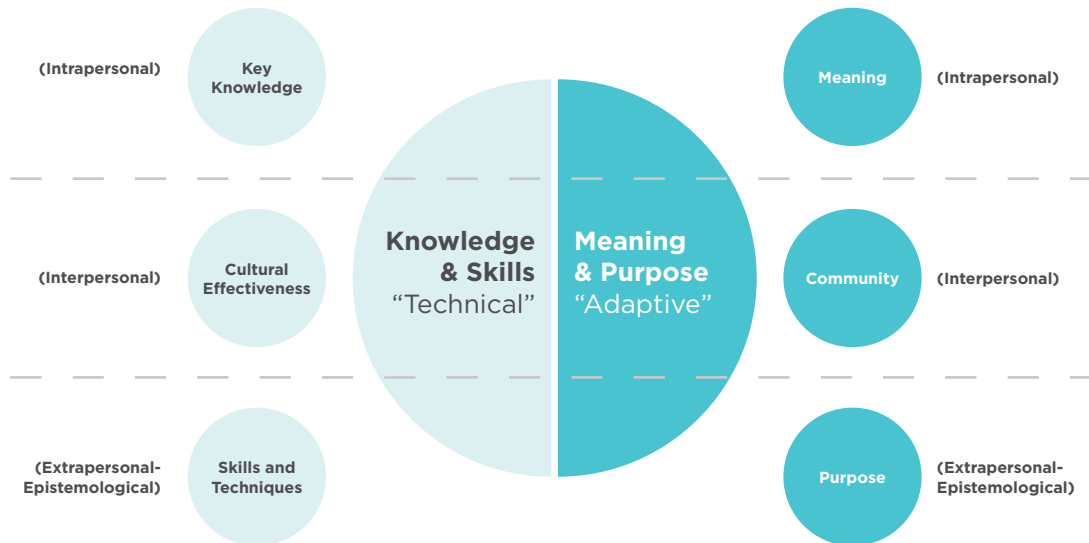 (Intrapersonal)
Key
Knowledge
Meaning
(Intrapersonal)
Knowledge
& Skills
“Technical”
Meaning
& Purpose
“Adaptive”
(Interpersonal)
Cultural
Effectiveness
Community
(Interpersonal)
(Extrapersonal-
Epistemological)
Skills and
Techniques
Purpose
(Extrapersonal-
Epistemological)